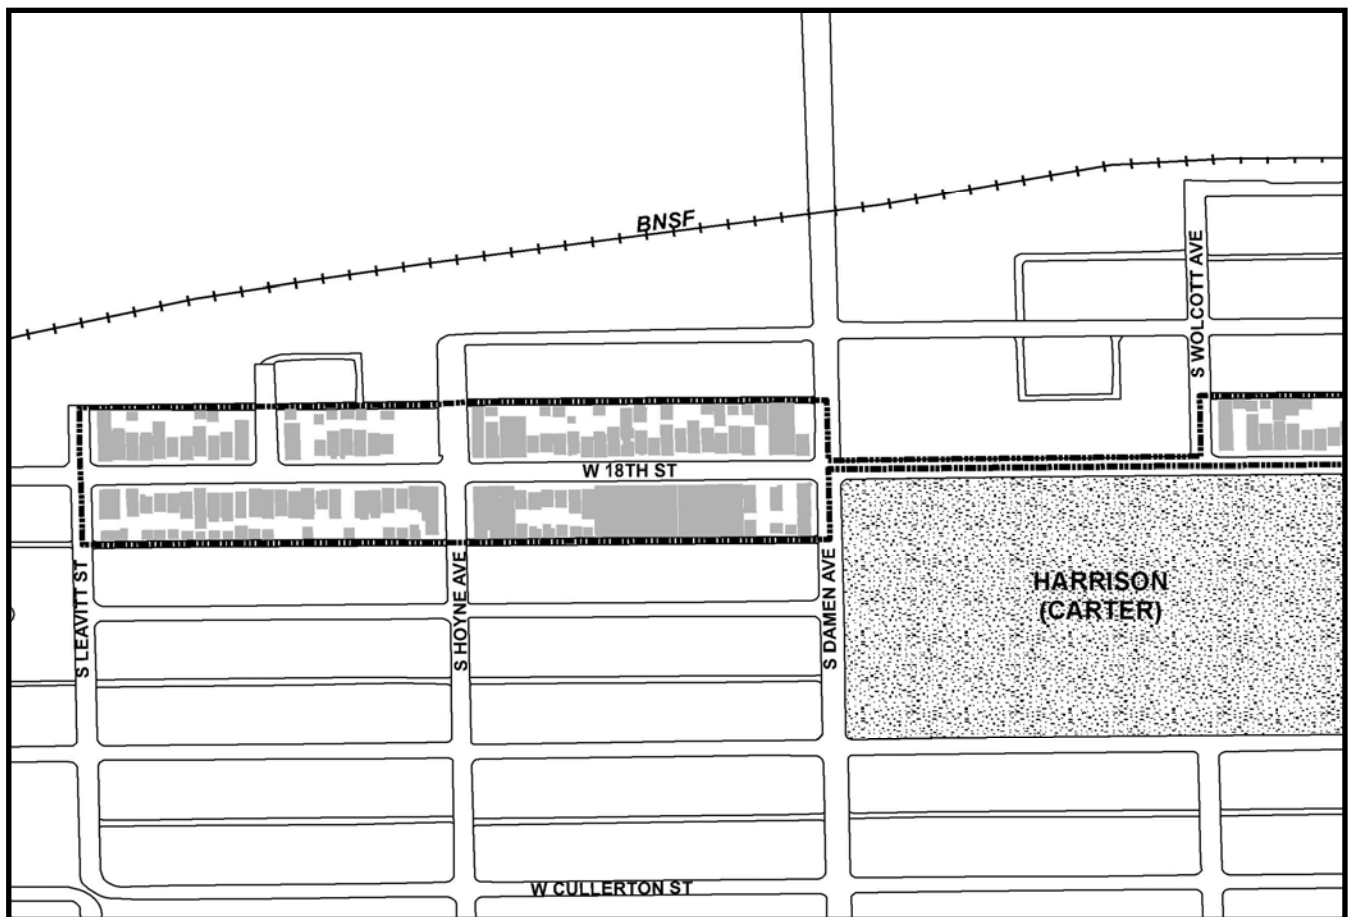 BNSF
S WOLCOTT AVE
W 18TH ST
S LEAVITT ST
S HOYNE AVE
S DAMEN AVE
HARRISON
(CARTER)
W CULLERTON ST